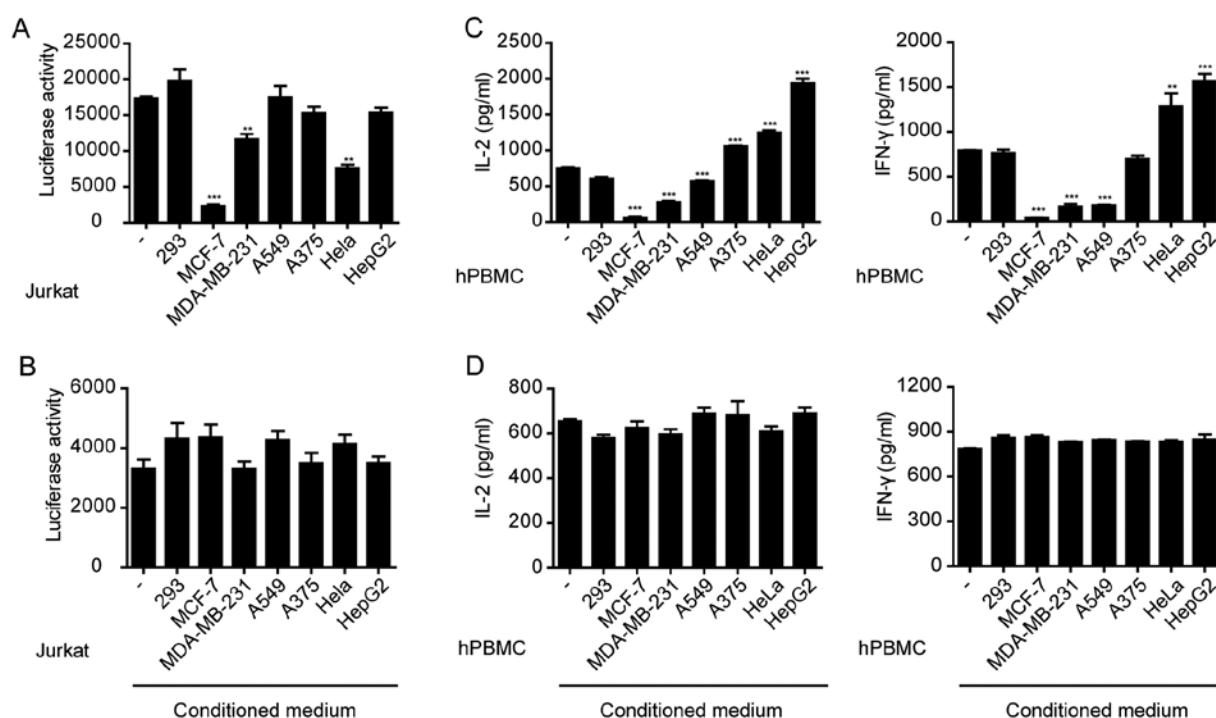 A
Luciferase activity
25000
20000
15000
10000
5000
0
***
**
**
-
293
MCF-7
MDA-MB-231
A549
A375
Hela
HepG2
Jurkat
C
IL-2 (pg/ml)
2000
1500
1000
500
0
***
***
***
***
***
***
-
293
MCF-7
MDA-MB-231
A549
A375
HeLa
HepG2
hPBMC
IFN-γ (pg/ml)
2000
1500
1000
500
0
***
***
***
**
***
-
293
MCF-7
MDA-MB-231
A549
A375
HeLa
HepG2
hPBMC
B
Luciferase activity
6000
4000
2000
0
-
293
MCF-7
MDA-MB-231
A549
A375
Hela
HepG2
Jurkat
Conditioned medium
D
IL-2 (pg/ml)
800
600
400
200
0
-
293
MCF-7
MDA-MB-231
A549
A375
HeLa
HepG2
hPBMC
IFN-γ (pg/ml)
1200
900
600
300
0
-
293
MCF-7
MDA-MB-231
A549
A375
HeLa
HepG2
hPBMC
Conditioned medium
Conditioned medium